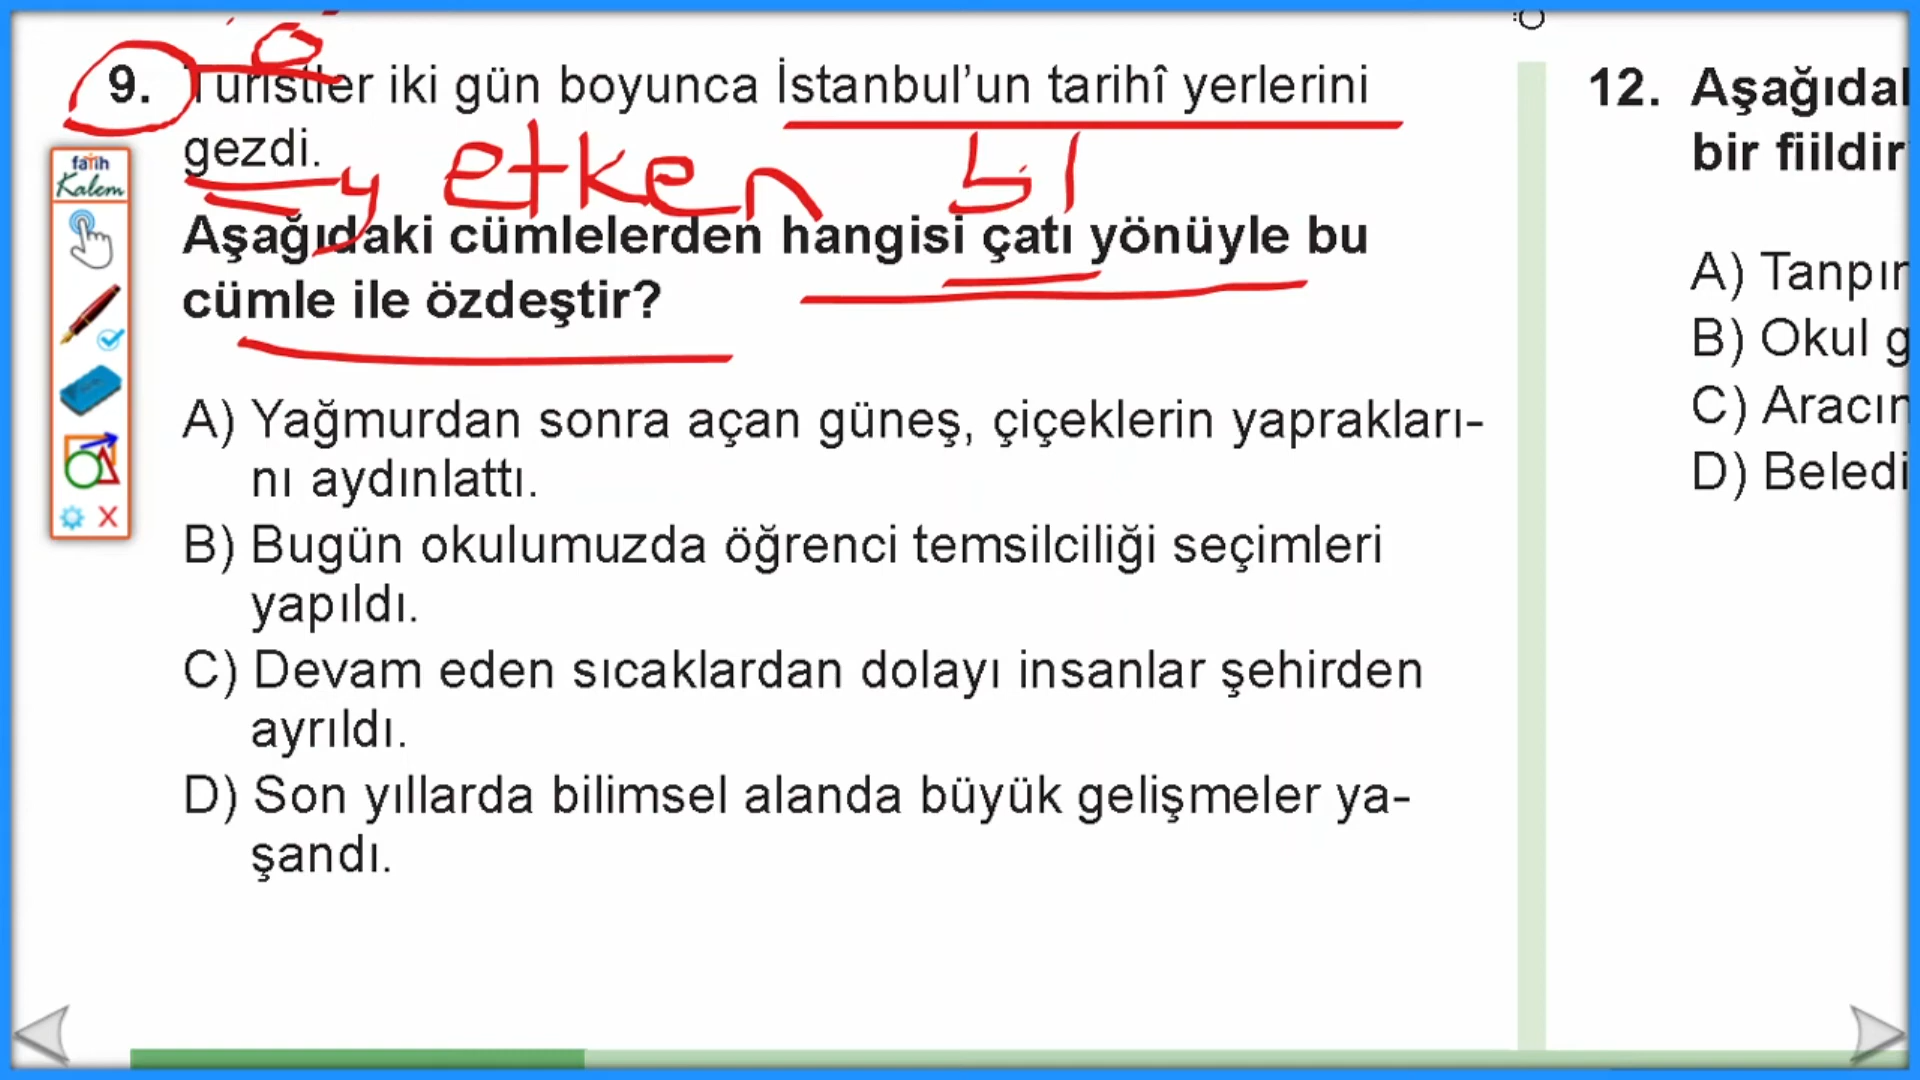 9. Turistler iki gün boyunca İstanbul'un tarihî yerlerini
gezdi.
etken
Aşağıdaki cümlelerden hangisi çatı yönüyle bu
cümle ile özdeştir?
A) Yağmurdan sonra açan güneş, çiçeklerin yaprakları-
nı aydınlattı.
B) Bugün okulumuzda öğrenci temsilciliği seçimleri
yapıldı.
C) Devam eden sıcaklardan dolayı insanlar şehirden
ayrıldı.
D) Son yıllarda bilimsel alanda büyük gelişmeler ya-
şandı.
fatih
Kalem
12. Aşağıdal
bir fiildir
A) Tanpır
B) Okul g
C) Aracır
D) Beledi